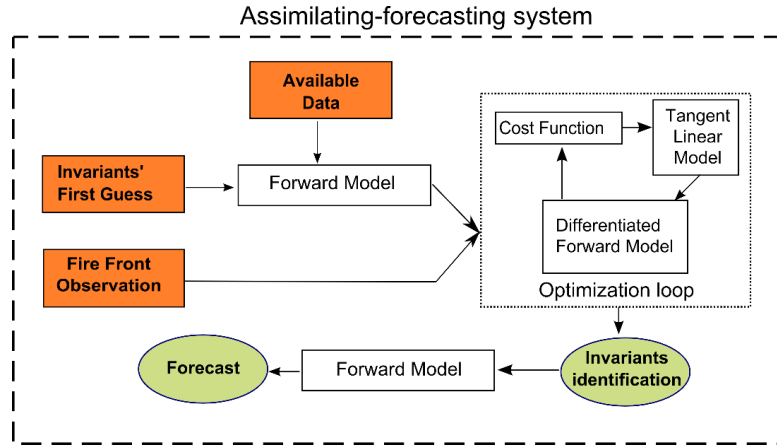 Assimilating-forecasting system
Available
Data
Invariants'
First Guess
Forward Model
Fire Front
Observation
Cost Function
Tangent
Linear
Model
Differentiated
Forward Model
Optimization loop
Forecast
Forward Model
Invariants
identification